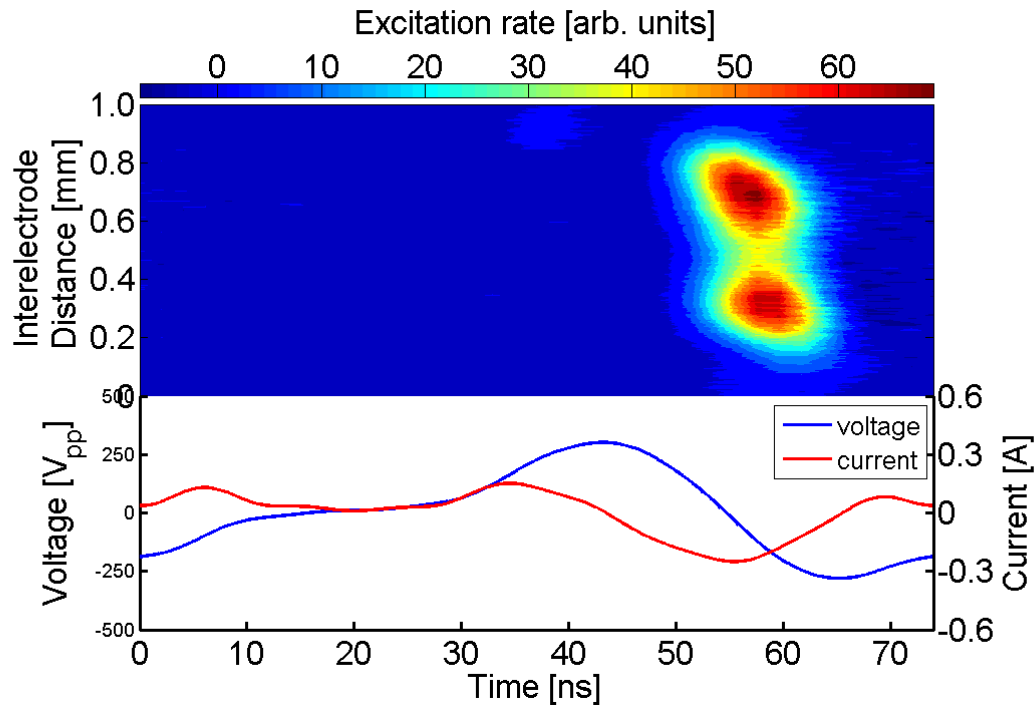 Excitation rate [arb. units]
0 10 20 30 40 50 60
Interelectrode
Distance [mm]
1.0
0.8
0.6
0.4
0.2
0
Voltage [Vpp]
500
250
0
-250
-500
voltage
current
0.6
0.3
0
-0.3
-0.6
Current [A]
0 10 20 30 40 50 60 70
Time [ns]